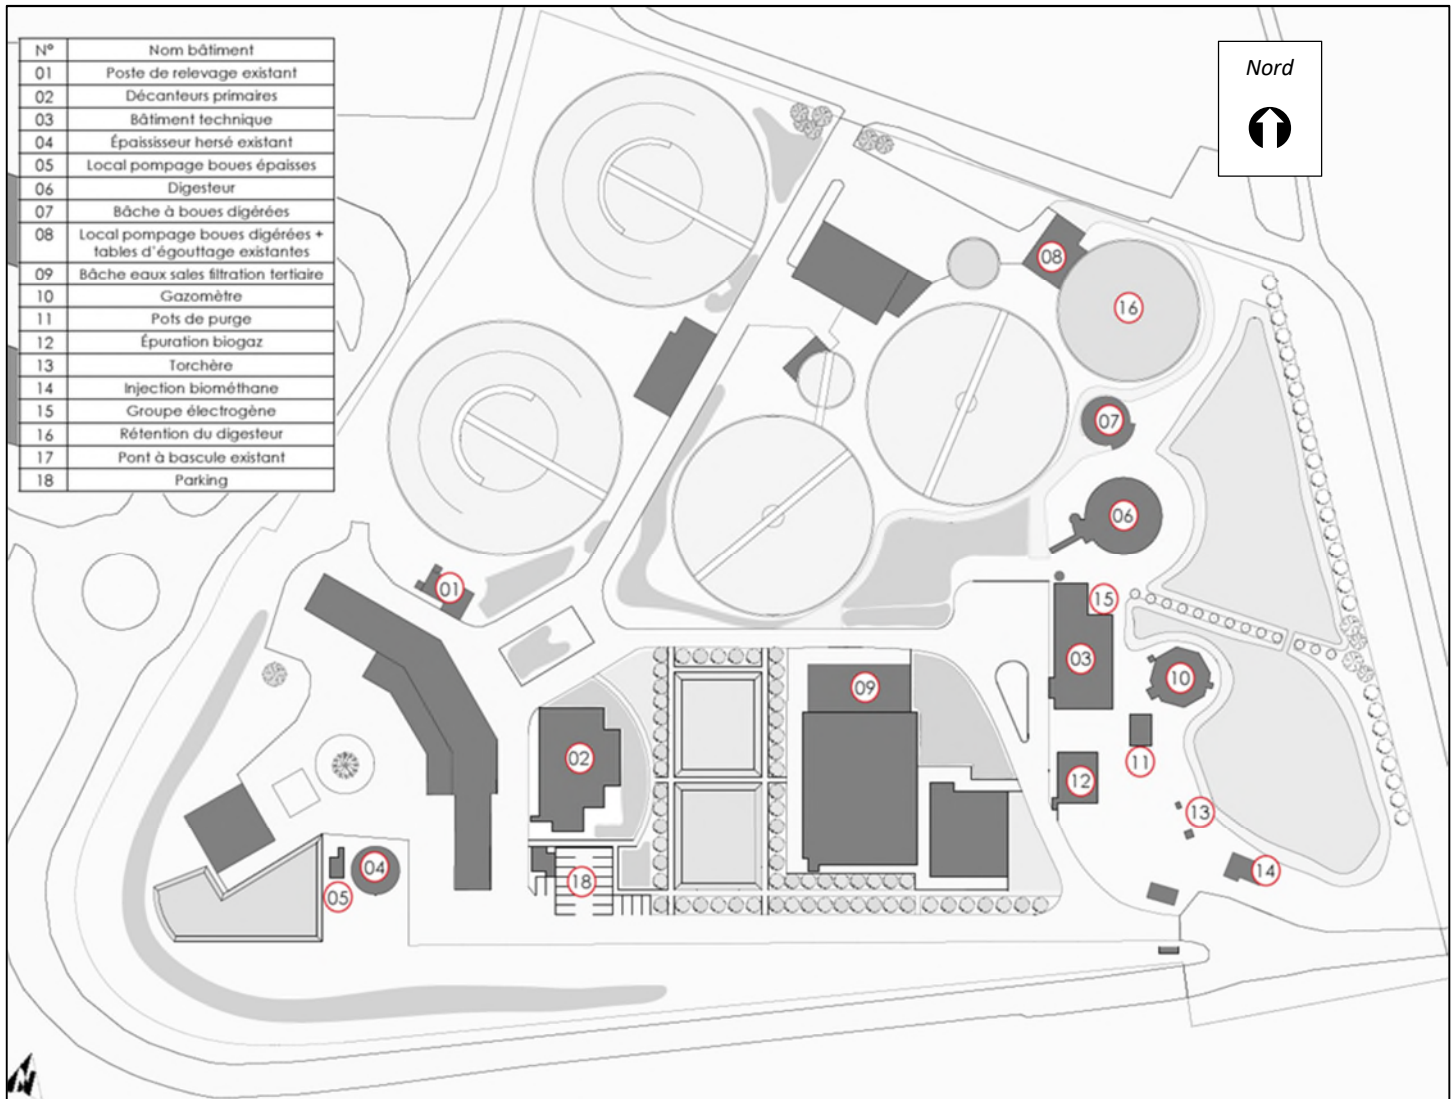 N° Nom bâtiment
01 Poste de relevage existant
02 Décanteurs primaires
03 Bâtiment technique
04 Épaississeur hersé existant
05 Local pompage boues épaisses
06 Digesteur
07 Bâche à boues digérées
08 Local pompage boues digérées +
tables d'égouttage existantes
09 Bâche eaux sales filtration tertiaire
10 Gazomètre
11 Pots de purge
12 Épuration biogaz
13 Torchère
14 Injection biométhane
15 Groupe électrogène
16 Rétention du digesteur
17 Pont à bascule existant
18 Parking
Nord
08
16
07
06
01
15
03
10
09
02
11
12
13
14
04
18
05
N